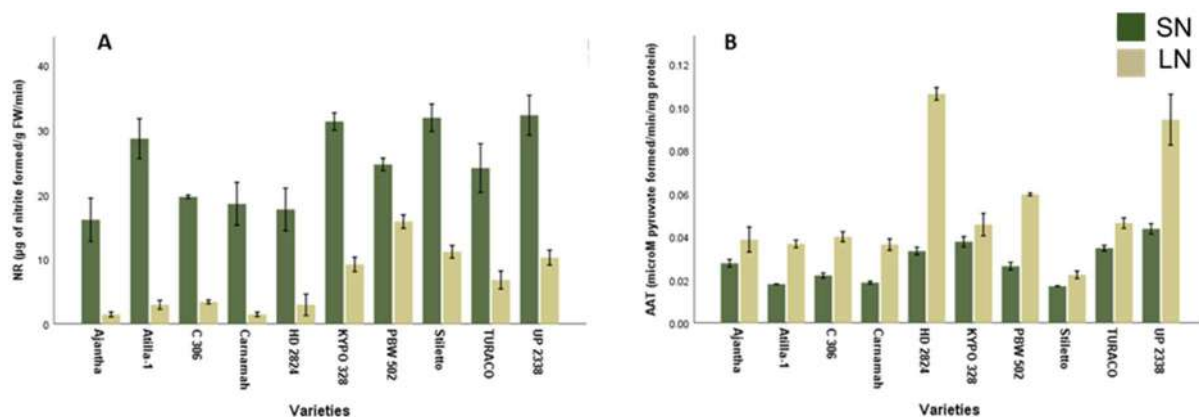 A
NR (µg of nitrite formed/g FW/min)
40
30
20
10
0
Ajantha
Atilla-1
C 306
Carnamah
HD 2824
KYPO 328
PBW 502
Stiletto
TURACO
UP 2338
Varieties
B
AAT (microM pyruvate formed/min/mg protein)
0.12
0.10
0.08
0.06
0.04
0.02
0.00
Ajantha
Atilla-1
C 306
Carnamah
HD 2824
KYPO 328
PBW 502
Stiletto
TURACO
UP 2338
Varieties
SN
LN